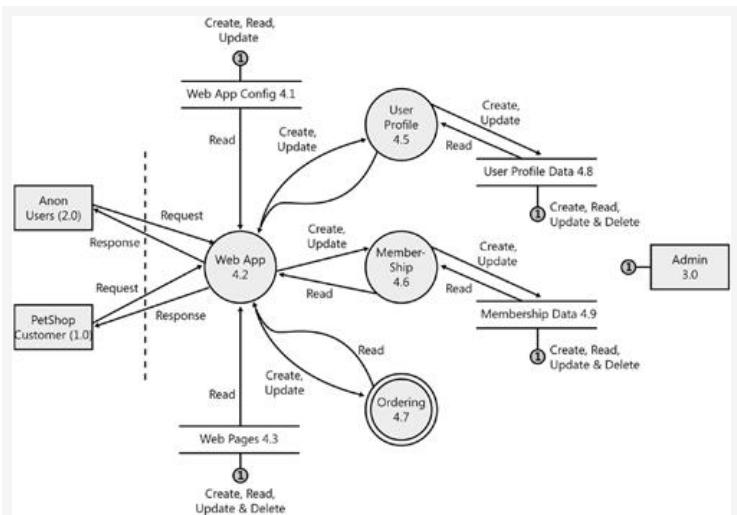 Create, Read,
Update
1
Web App Config 4.1
Read
Create,
Update
User
Profile
4.5
Create,
Update
Read
User Profile Data 4.8
1
Create, Read,
Update & Delete
Anon
Users (2.0)
Request
Response
Web App
4.2
Create,
Update
Read
Member-
Ship
4.6
Create,
Update
Read
Membership Data 4.9
1
Create, Read,
Update & Delete
1
Admin
3.0
PetShop
Customer (1.0)
Request
Response
Read
Create,
Update
Read
Ordering
4.7
Web Pages 4.3
1
Create, Read,
Update & Delete